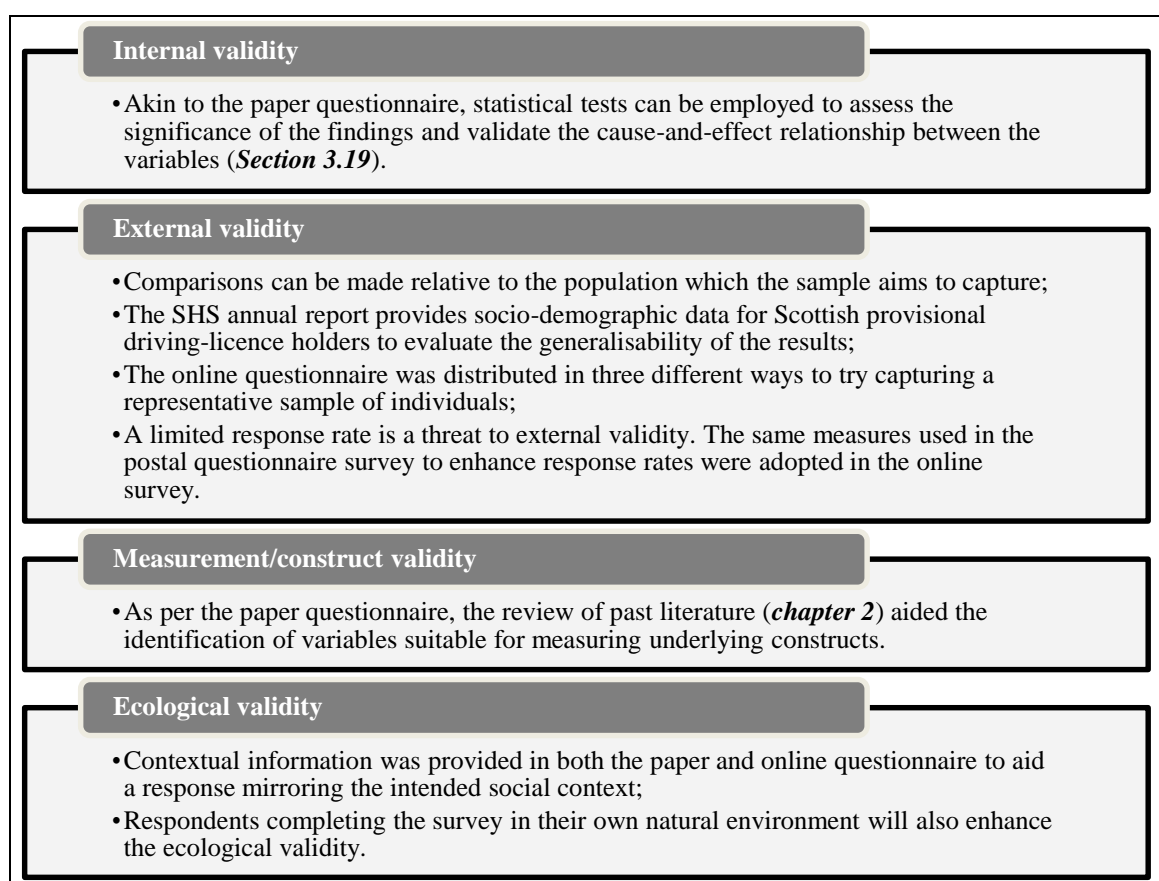 Internal validity
•Akin to the paper questionnaire, statistical tests can be employed to assess the
significance of the findings and validate the cause-and-effect relationship between the
variables (Section 3.19).
External validity
•Comparisons can be made relative to the population which the sample aims to capture;
•The SHS annual report provides socio-demographic data for Scottish provisional
driving-licence holders to evaluate the generalisability of the results;
•The online questionnaire was distributed in three different ways to try capturing a
representative sample of individuals;
•A limited response rate is a threat to external validity. The same measures used in the
postal questionnaire survey to enhance response rates were adopted in the online
survey.
Measurement/construct validity
•As per the paper questionnaire, the review of past literature (chapter 2) aided the
identification of variables suitable for measuring underlying constructs.
Ecological validity
•Contextual information was provided in both the paper and online questionnaire to aid
a response mirroring the intended social context;
•Respondents completing the survey in their own natural environment will also enhance
the ecological validity.